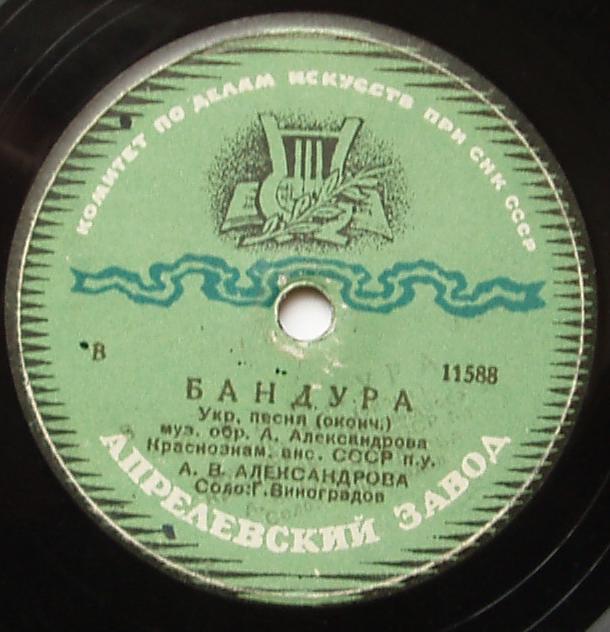 КОМИТЕТ ПО ДЕЛАМ ИСКУССТВ ПРИ СНК СССР
В
11588
БАНДУРА
Укр. песня (оконч.)
муз. обр. А. Александрова
Краснознам. анс. СССР п.у.
А. В. АЛЕКСАНДРОВА
Соло: Г. Виноградов
АПРЕЛЕВСКИЙ ЗАВОД